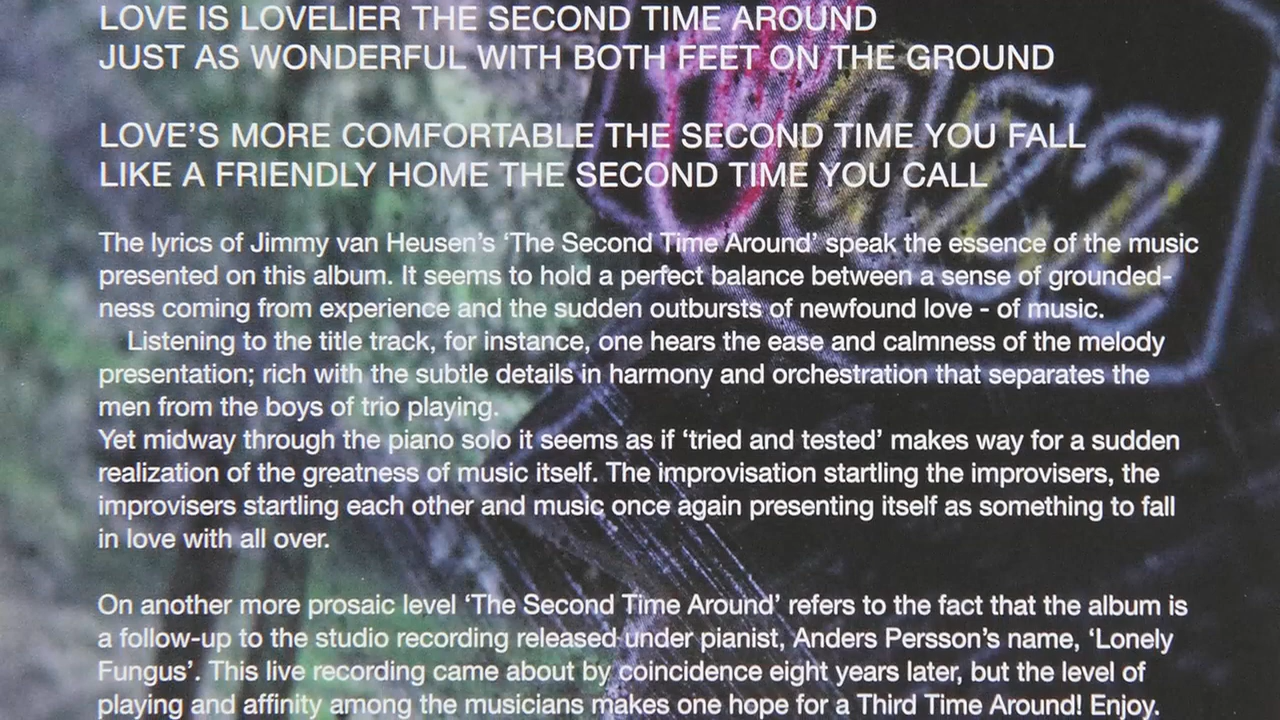 LOVE IS LOVELIER THE SECOND TIME AROUND
JUST AS WONDERFUL WITH BOTH FEET ON THE GROUND
LOVE'S MORE COMFORTABLE THE SECOND TIME YOU FALL
LIKE A FRIENDLY HOME THE SECOND TIME YOU CALL
The lyrics of Jimmy van Heusen's ‘The Second Time Around’ speak the essence of the music
presented on this album. It seems to hold a perfect balance between a sense of grounded-
ness coming from experience and the sudden outbursts of newfound love - of music.
Listening to the title track, for instance, one hears the ease and calmness of the melody
presentation; rich with the subtle details in harmony and orchestration that separates the
men from the boys of trio playing.
Yet midway through the piano solo it seems as if ‘tried and tested’ makes way for a sudden
realization of the greatness of music itself. The improvisation startling the improvisers, the
improvisers startling each other and music once again presenting itself as something to fall
in love with all over.
On another more prosaic level ‘The Second Time Around’ refers to the fact that the album is
a follow-up to the studio recording released under pianist, Anders Persson's name, ‘Lonely
Fungus’. This live recording came about by coincidence eight years later, but the level of
playing and affinity among the musicians makes one hope for a Third Time Around! Enjoy.
Jazz